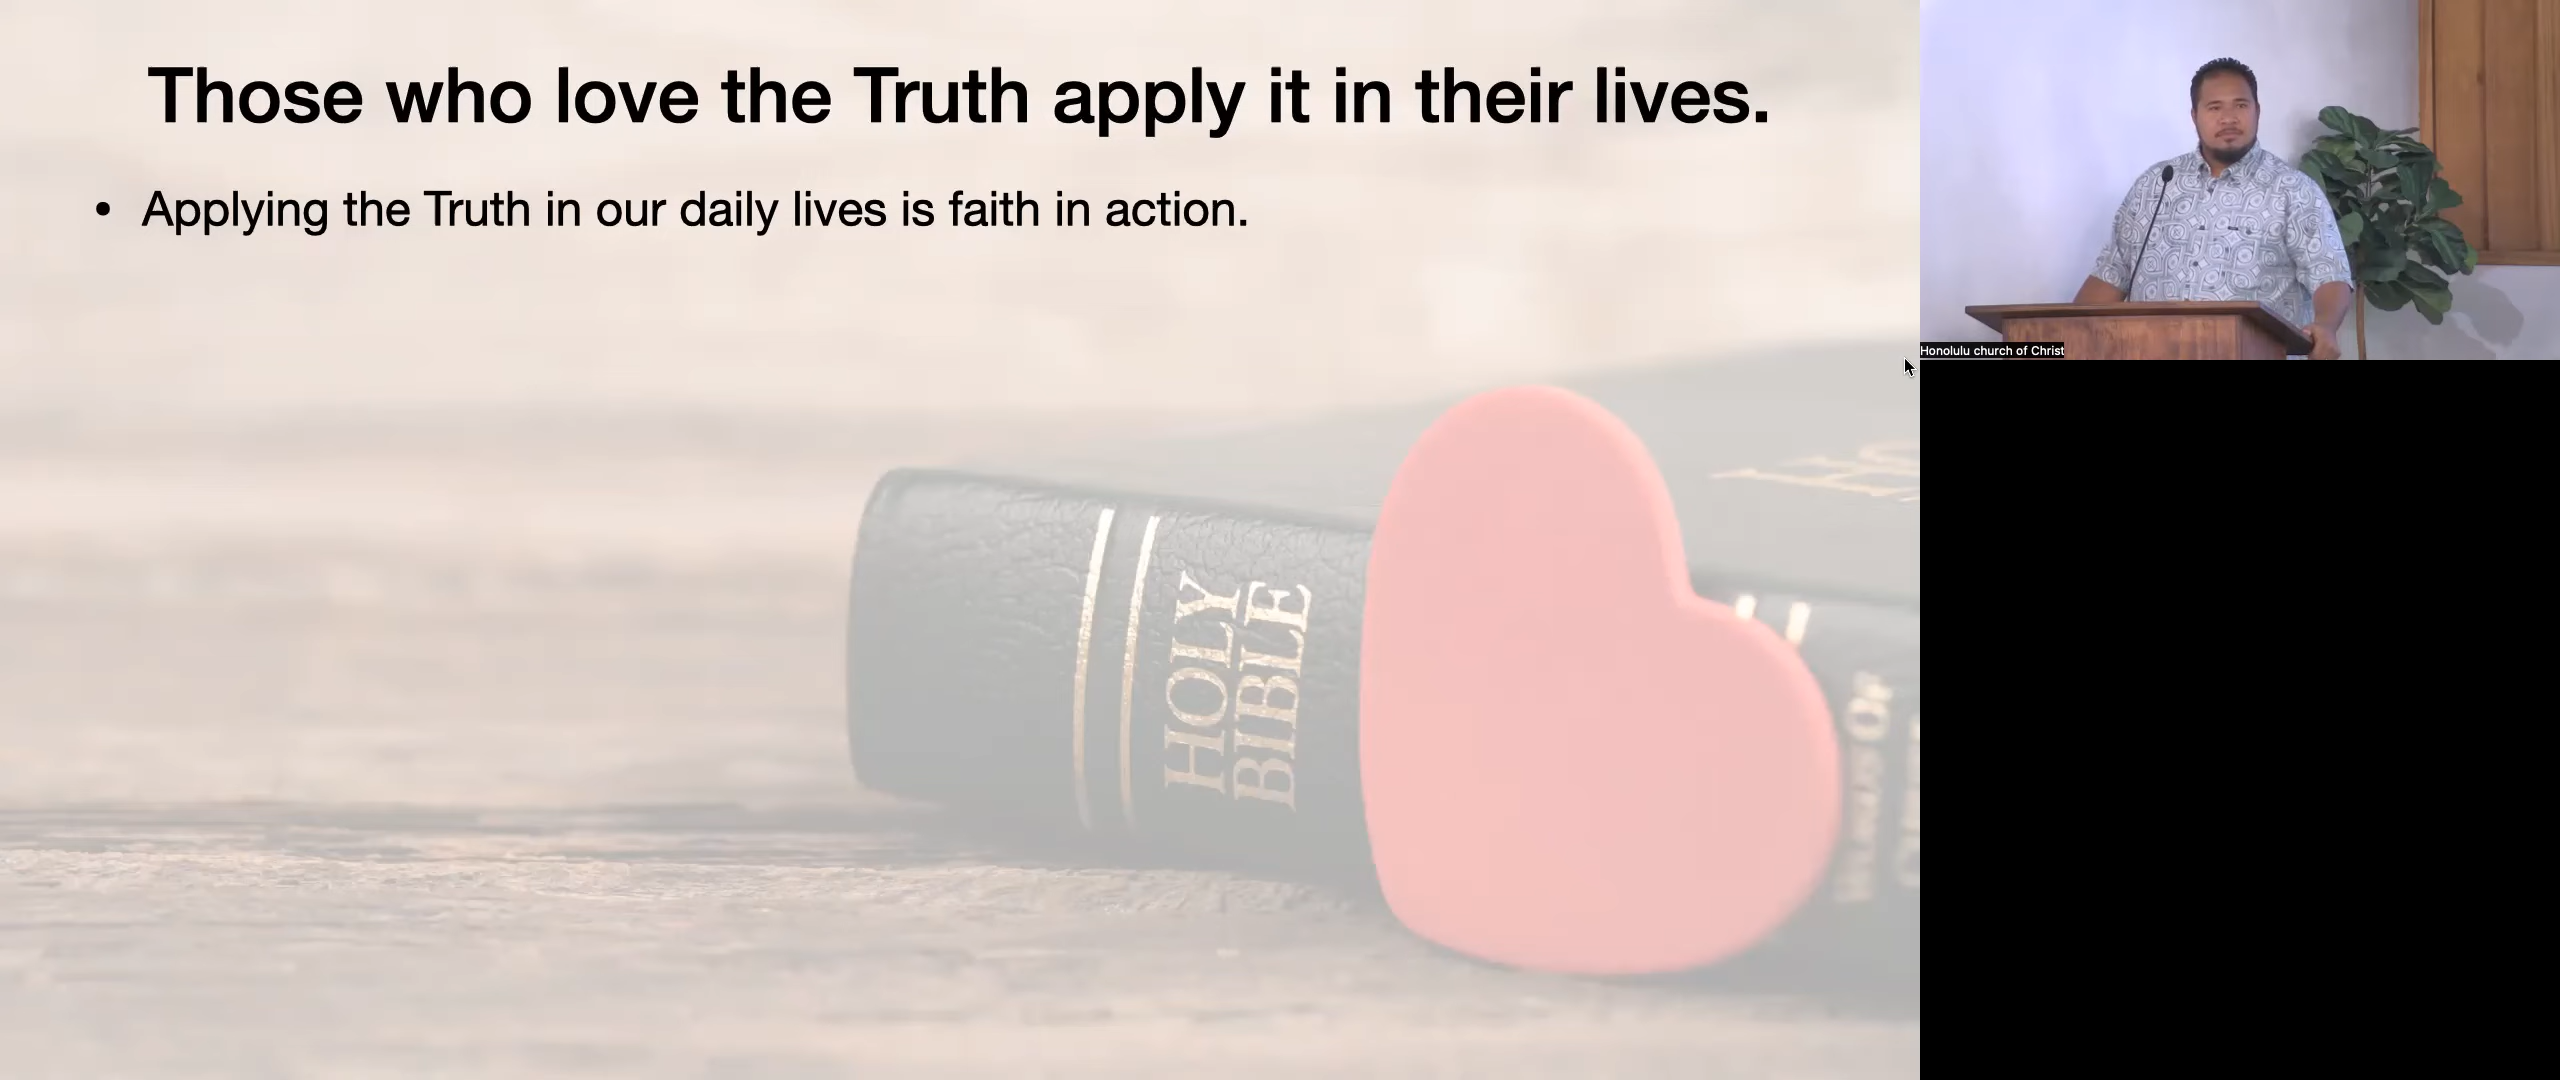 Those who love the Truth apply it in their lives.
• Applying the Truth in our daily lives is faith in action.
HOLY
BIBLE
Honolulu church of Christ